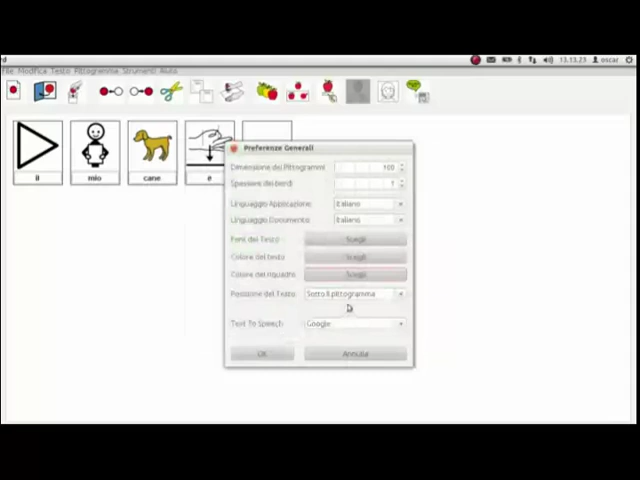 File Modifica Testo Pittogramma Strumenti Aiuto
13.13.23 oscar
il
mio
cane
e
Preferenze Generali
Dimensione dei Pittogrammi 100
Spessore dei bordi 1
Linguaggio Applicazione: Italiano
Linguaggio Documento: Italiano
Font del Testo: Scegli
Colore del testo: Scegli
Colore del riquadro: Scegli
Posizione del Testo: Sotto il pittogramma
Text To Speech: Google
OK Annulla